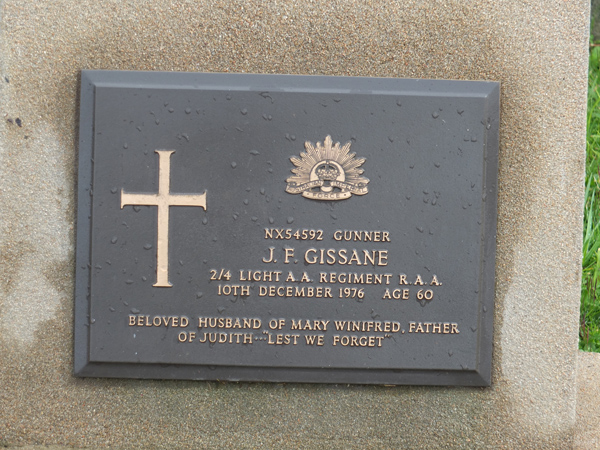 FORCE
NX54592 GUNNER
J. F. GISSANE
2/4 LIGHT A.A. REGIMENT R.A.A.
10TH DECEMBER 1976 AGE 60
BELOVED HUSBAND OF MARY WINIFRED, FATHER
OF JUDITH..."LEST WE FORGET"